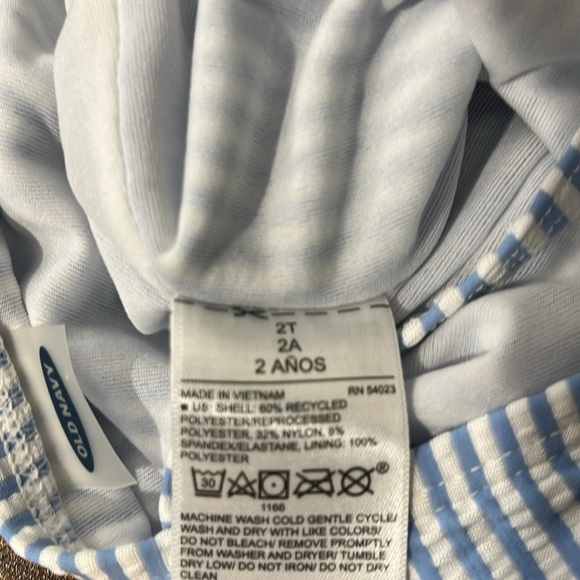 2T
2A
2 AÑOS
MADE IN VIETNAM RN 54023
* US: SHELL: 60% RECYCLED
POLYESTER/REPROCESSED
POLYESTER, 32% NYLON, 8%
SPANDEX/ELASTANE, LINING: 100%
POLYESTER
30 ®
1166
MACHINE WASH COLD GENTLE CYCLE/
WASH AND DRY WITH LIKE COLORS/
DO NOT BLEACH/ REMOVE PROMPTLY
FROM WASHER AND DRYER/ TUMBLE
DRY LOW/ DO NOT IRON/ DO NOT DRY
CLEAN
OLD NAVY